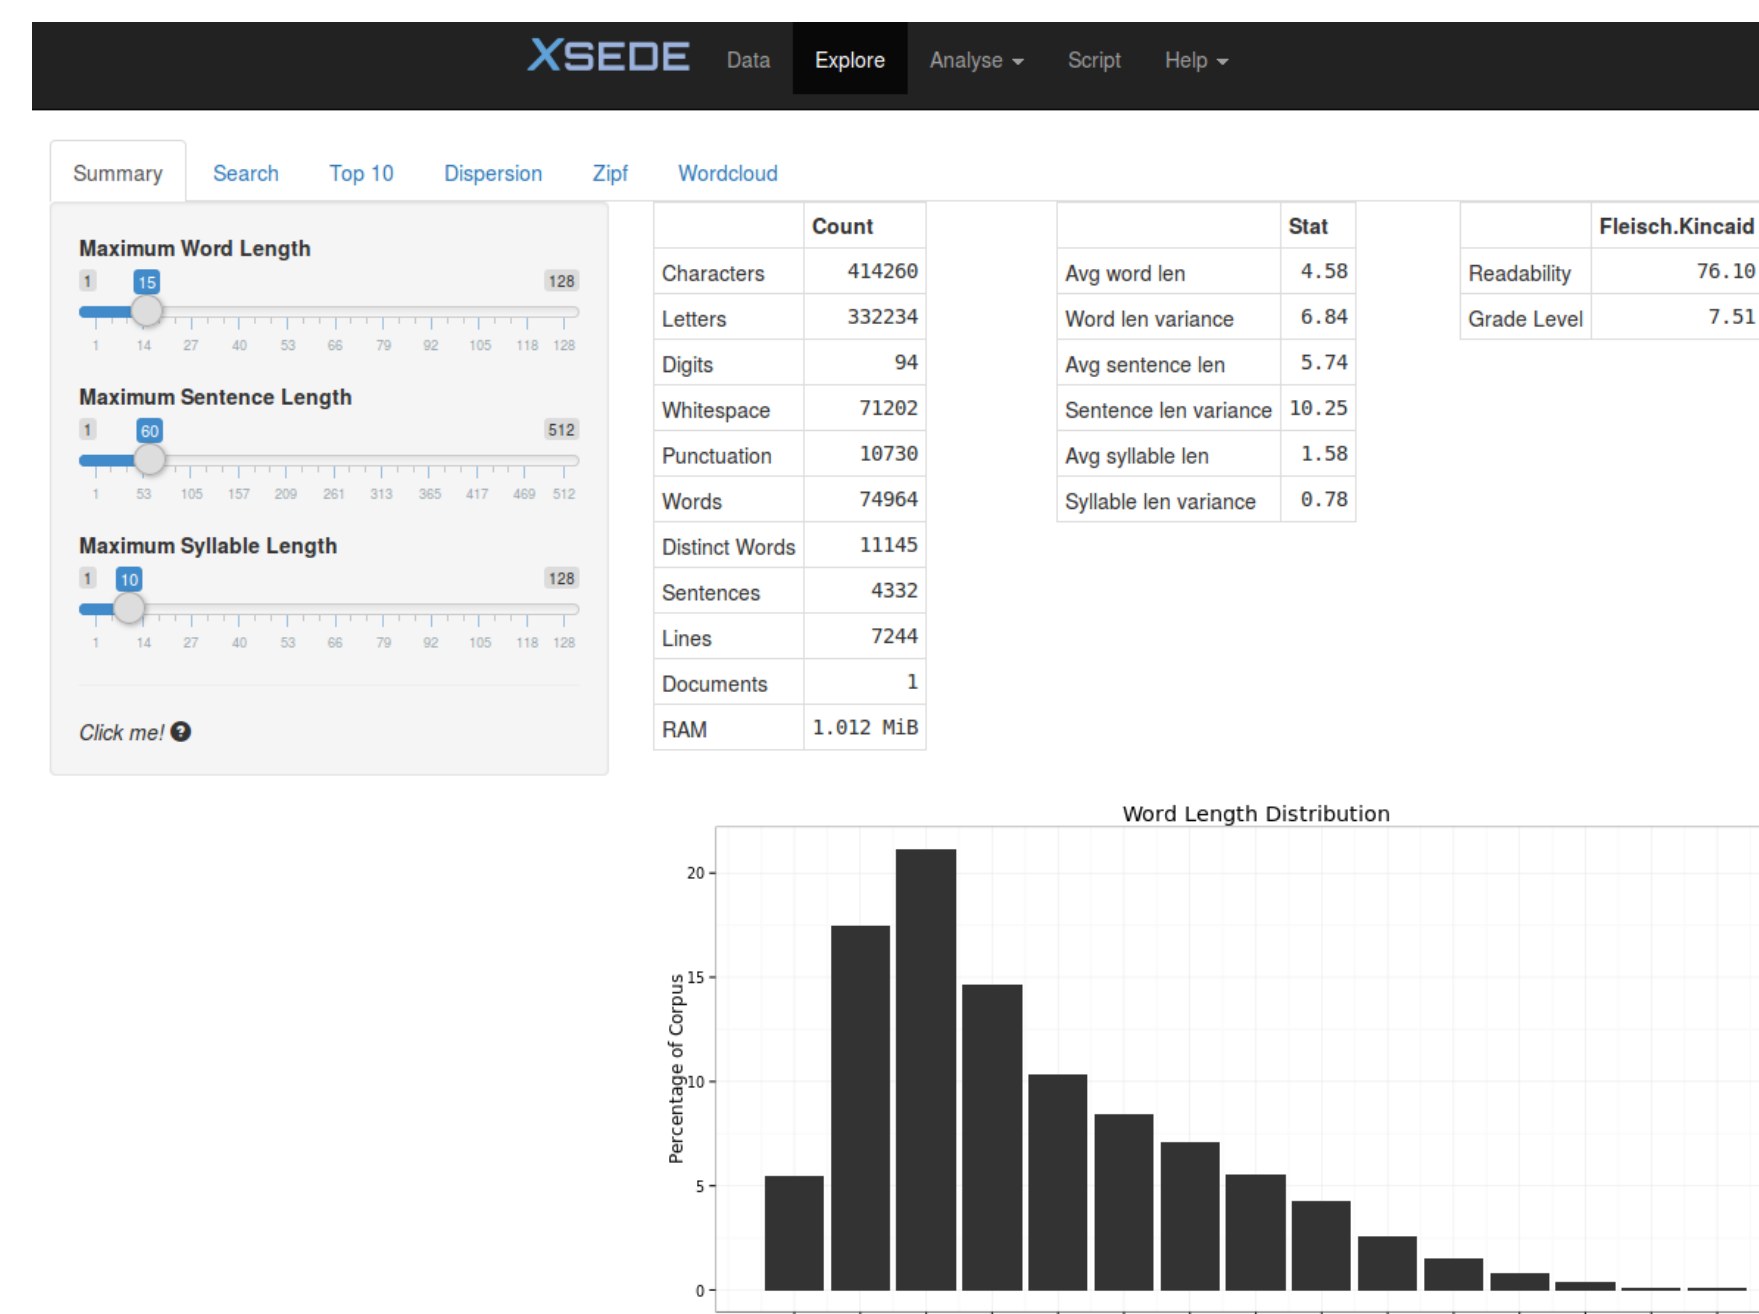 XSEDE Data Explore Analyse Script Help
Summary Search Top 10 Dispersion Zipf Wordcloud
Maximum Word Length
1 15 128
1 14 27 40 53 66 79 92 105 118 128
Maximum Sentence Length
1 60 512
1 53 105 157 209 261 313 365 417 469 512
Maximum Syllable Length
1 10 128
1 14 27 40 53 66 79 92 105 118 128
Click me! ?
Count
Characters 414260
Letters 332234
Digits 94
Whitespace 71202
Punctuation 10730
Words 74964
Distinct Words 11145
Sentences 4332
Lines 7244
Documents 1
RAM 1.012 MiB
Stat
Avg word len 4.58
Word len variance 6.84
Avg sentence len 5.74
Sentence len variance 10.25
Avg syllable len 1.58
Syllable len variance 0.78
Fleisch.Kincaid
Readability 76.10
Grade Level 7.51
Word Length Distribution
Percentage of Corpus
20
15
10
5
0